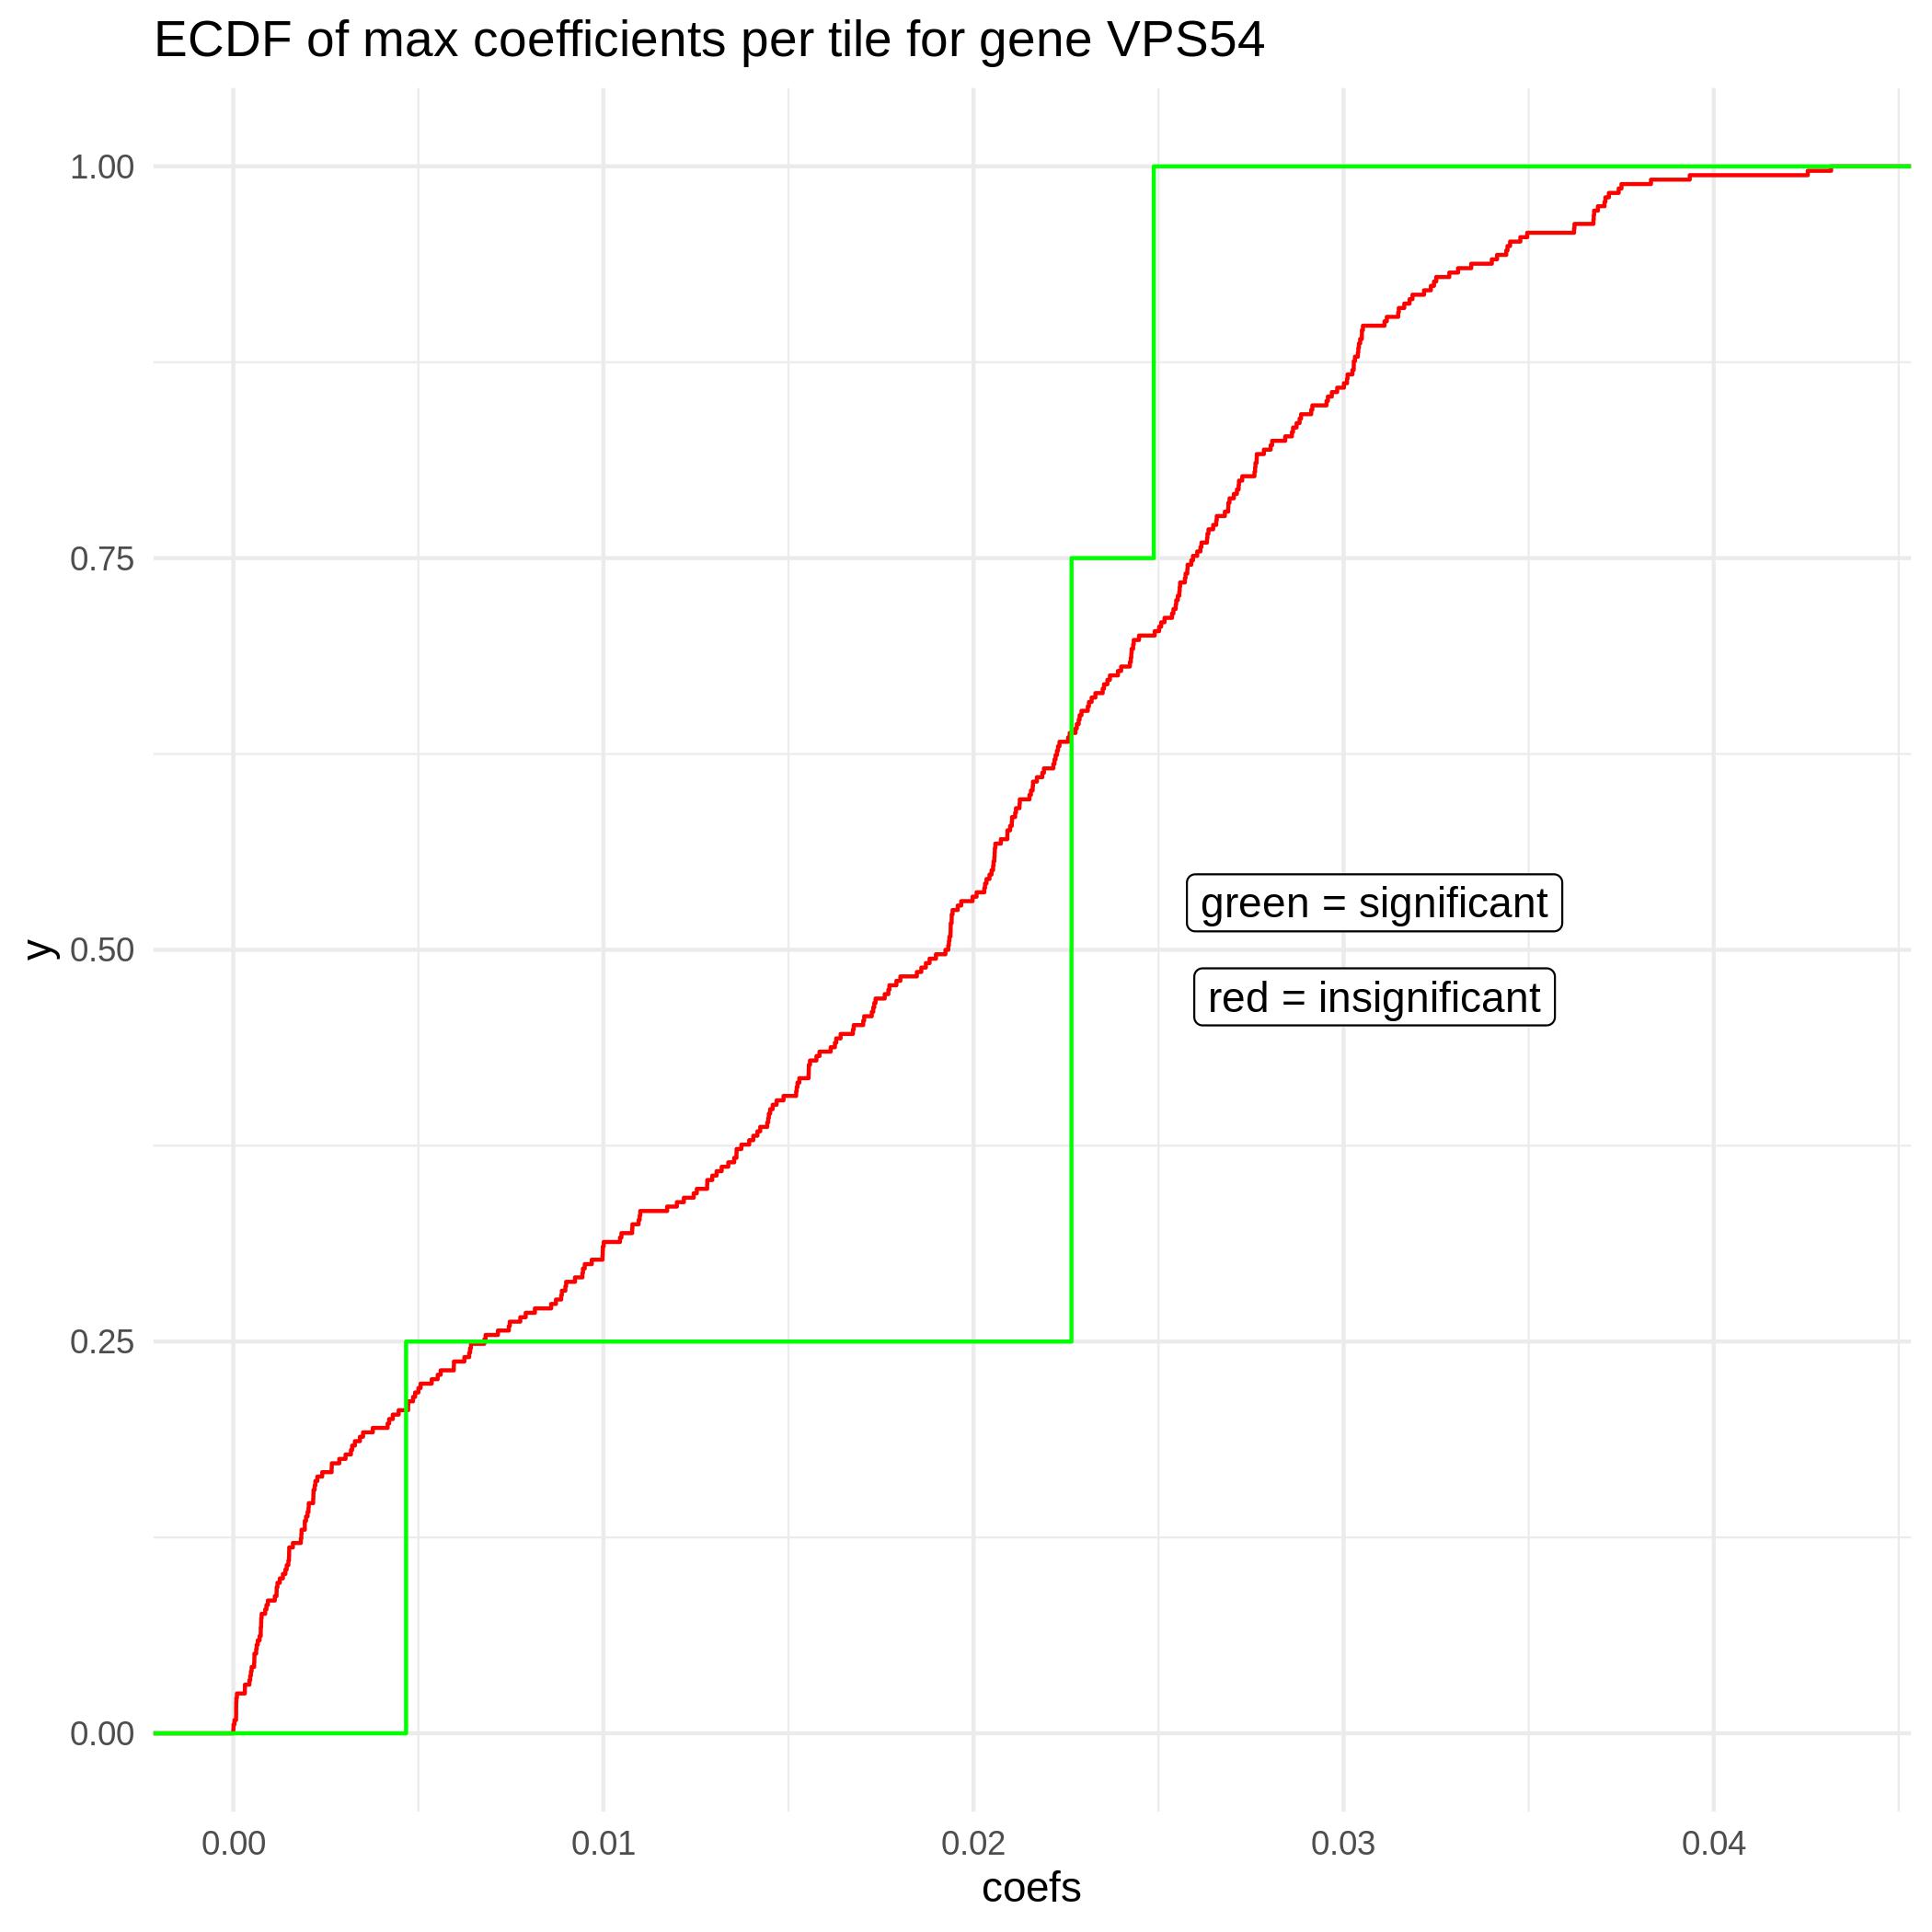 ECDF of max coefficients per tile for gene VPS54
1.00
0.75
0.50
0.25
0.00
y
green = significant
red = insignificant
0.00 0.01 0.02 0.03 0.04
coefs